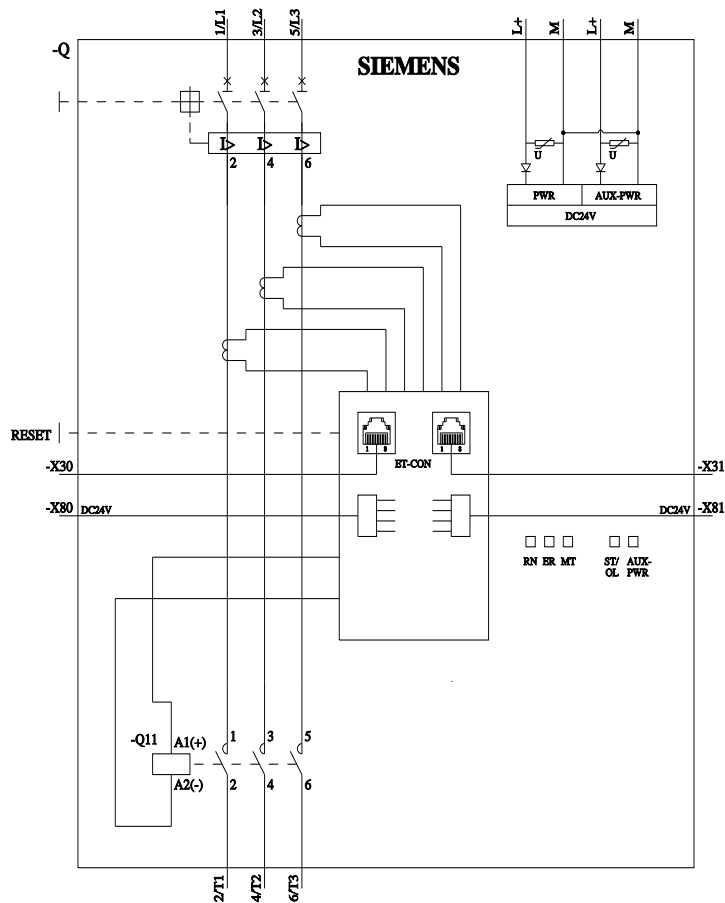 1/L1
3/L2
5/L3
L+
M
L+
M
-Q
SIEMENS
I>
I>
I>
2
4
6
U
U
PWR
AUX-PWR
DC24V
RESET
1 8
1 8
ET-CON
-X30
-X31
-X80
DC24V
DC24V
-X81
RN
ER
MT
ST/
OL
AUX-
PWR
-Q11
A1(+)
1
3
5
A2(-)
2
4
6
2/T1
4/T2
6/T3